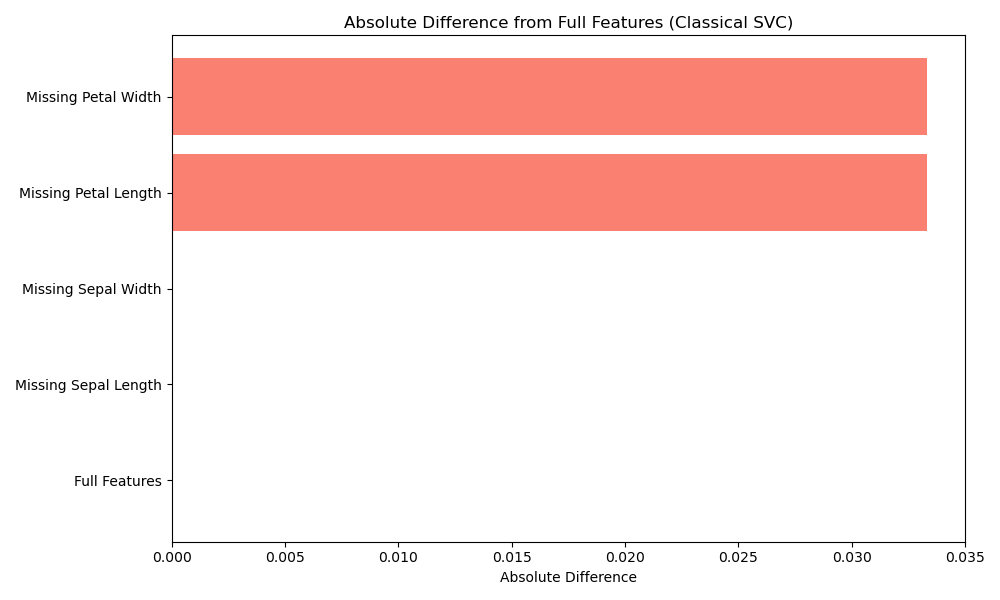 Absolute Difference from Full Features (Classical SVC)
Missing Petal Width
Missing Petal Length
Missing Sepal Width
Missing Sepal Length
Full Features
0.000 0.005 0.010 0.015 0.020 0.025 0.030 0.035
Absolute Difference